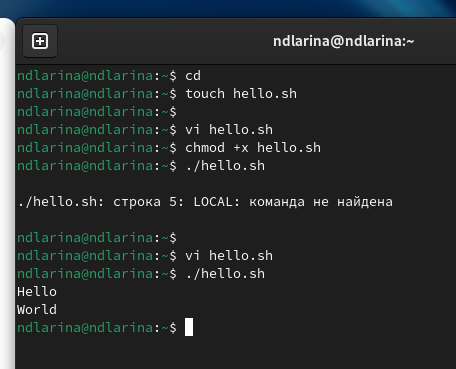 ndlarina@ndlarina:~
ndlarina@ndlarina:~$ cd
ndlarina@ndlarina:~$ touch hello.sh
ndlarina@ndlarina:~$
ndlarina@ndlarina:~$ vi hello.sh
ndlarina@ndlarina:~$ chmod +x hello.sh
ndlarina@ndlarina:~$ ./hello.sh
./hello.sh: строка 5: LOCAL: команда не найдена
ndlarina@ndlarina:~$
ndlarina@ndlarina:~$ vi hello.sh
ndlarina@ndlarina:~$ ./hello.sh
Hello
World
ndlarina@ndlarina:~$